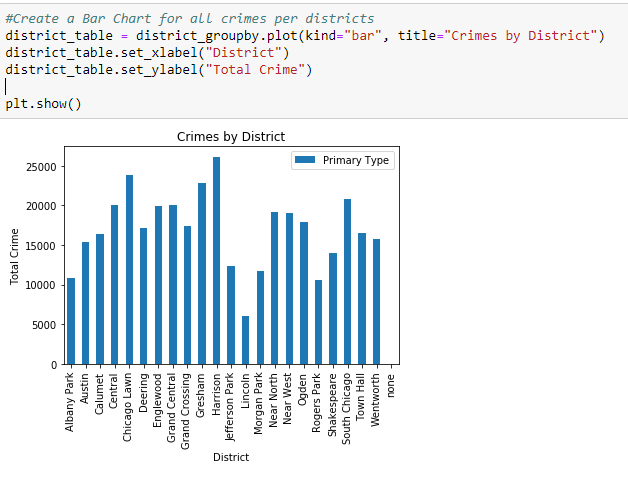 #Create a Bar Chart for all crimes per districts
district_table = district_groupby.plot(kind="bar", title="Crimes by District")
district_table.set_xlabel("District")
district_table.set_ylabel("Total Crime")
plt.show()
Crimes by District
Primary Type
25000
20000
15000
10000
5000
0
Total Crime
Albany Park
Austin
Calumet
Central
Chicago Lawn
Deering
Englewood
Grand Central
Grand Crossing
Gresham
Harrison
Jefferson Park
Lincoln
Morgan Park
Near North
Near West
Ogden
Rogers Park
Shakespeare
South Chicago
Town Hall
Wentworth
none
District